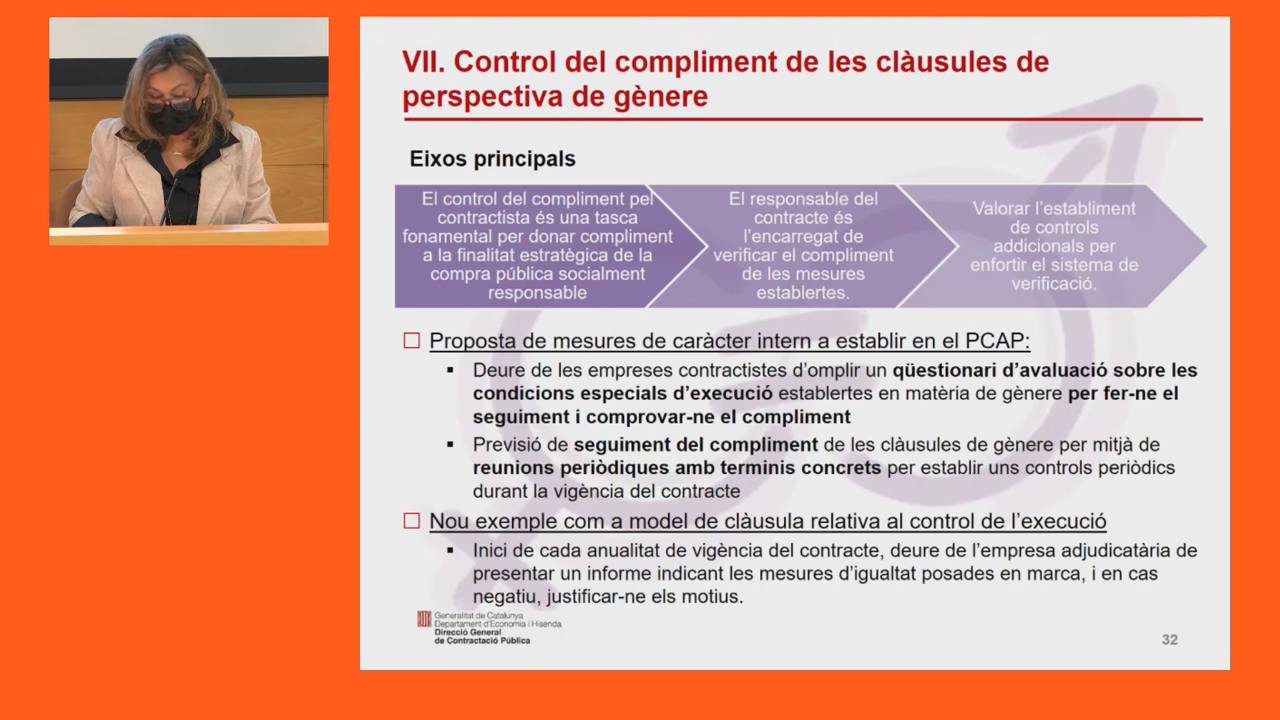 VII. Control del compliment de les clàusules de
perspectiva de gènere
Eixos principals
El control del compliment pel
contractista és una tasca
fonamental per donar compliment
a la finalitat estratègica de la
compra pública socialment
responsable
El responsable del
contracte és
l’encarregat de
verificar el compliment
de les mesures
establertes.
Valorar l’establiment
de controls
addicionals per
enfortir el sistema de
verificació.
Proposta de mesures de caràcter intern a establir en el PCAP:
Deure de les empreses contractistes d’omplir un qüestionari d’avaluació sobre les
condicions especials d’execució establertes en matèria de gènere per fer-ne el
seguiment i comprovar-ne el compliment
Previsió de seguiment del compliment de les clàusules de gènere per mitjà de
reunions periòdiques amb terminis concrets per establir uns controls periòdics
durant la vigència del contracte
Nou exemple com a model de clàusula relativa al control de l’execució
Inici de cada anualitat de vigència del contracte, deure de l’empresa adjudicatària de
presentar un informe indicant les mesures d’igualtat posades en marca, i en cas
negatiu, justificar-ne els motius.
Generalitat de Catalunya
Departament d’Economia i Hisenda
Direcció General
de Contractació Pública
32